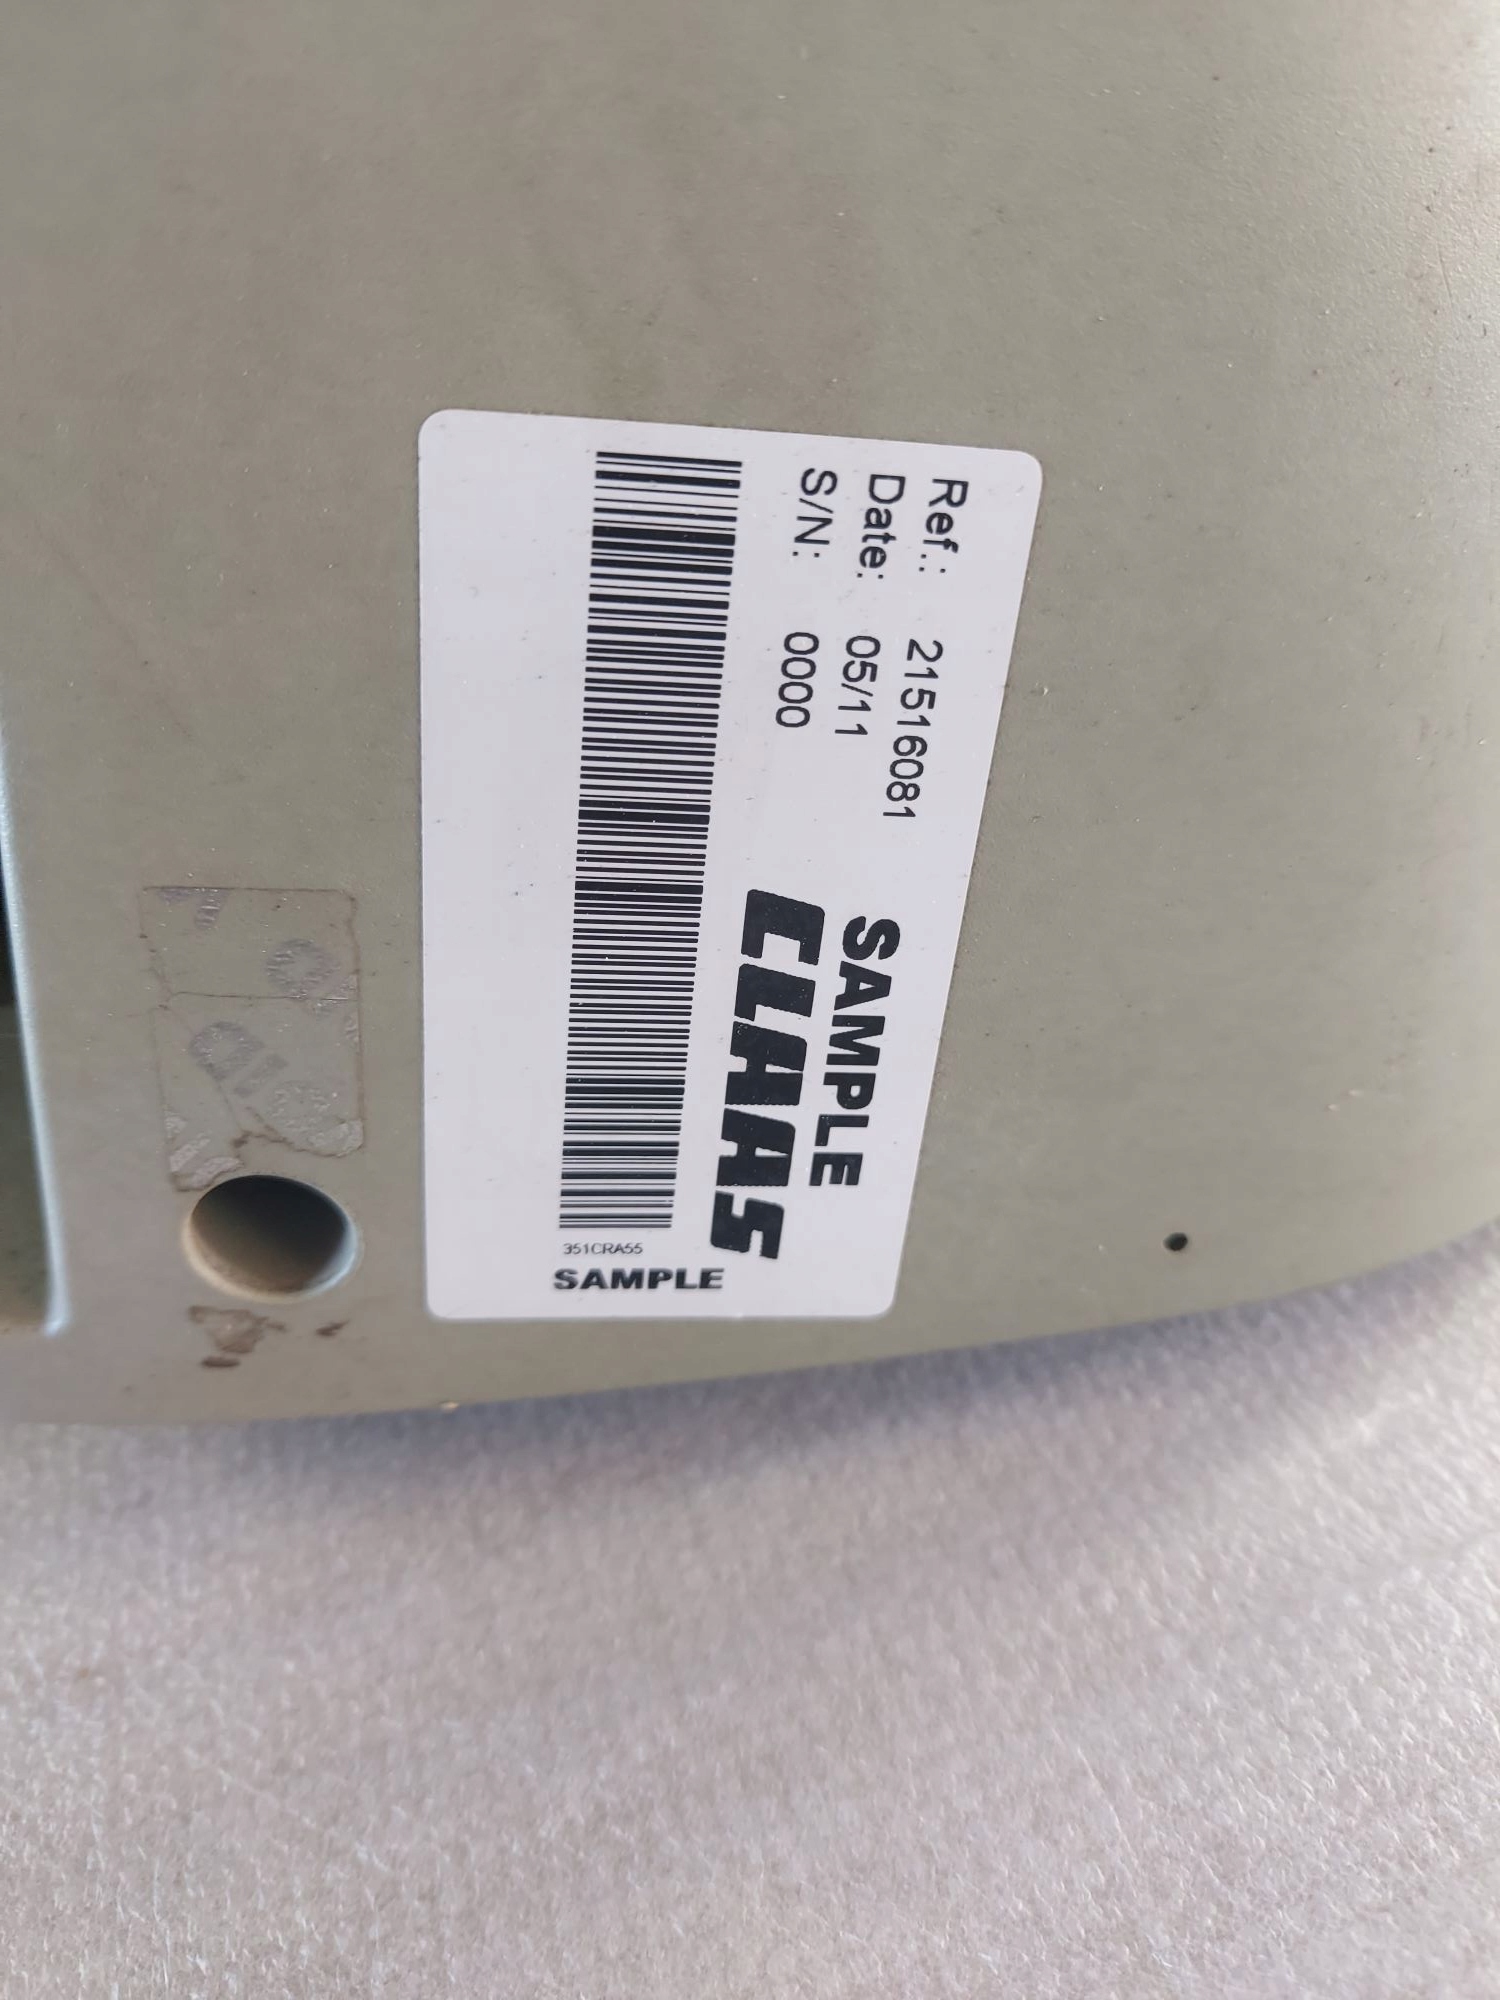 Ref.: 21516081
Date: 05/11
S/N: 0000
SAMPLE
CLAAS
351CRA55
SAMPLE